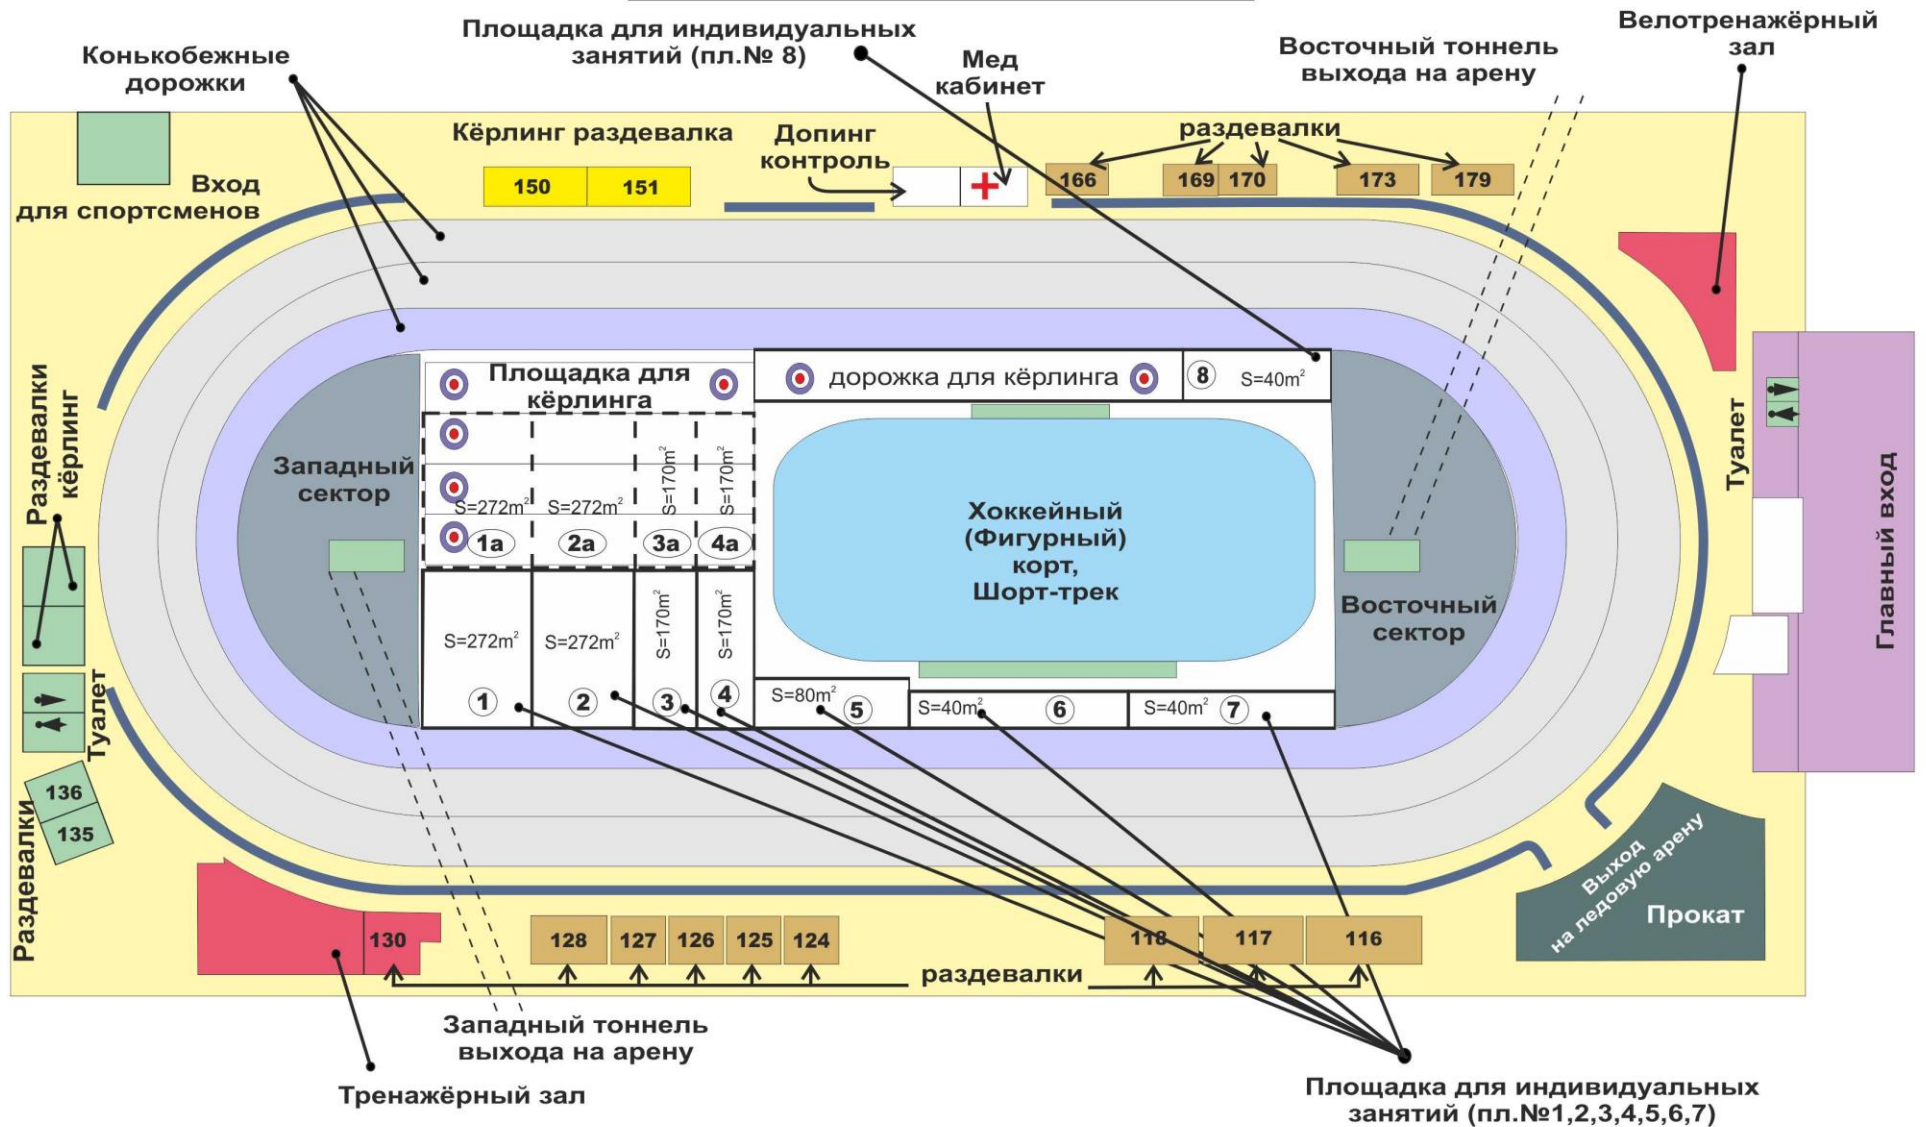 Площадка для индивидуальных
занятий (пл.№ 8)
Велотренажёрный
зал
Конькобежные
дорожки
Мед
кабинет
Восточный тоннель
выхода на арену
Кёрлинг раздевалка
Допинг
контроль
раздевалки
150
151
166
169
170
173
179
Вход
для спортсменов
Площадка для
кёрлинга
дорожка для кёрлинга
8
S=40m²
Раздевалки
кёрлинг
Западный
сектор
S=272m²
S=272m²
S=170m²
S=170m²
1а
2а
3а
4а
Хоккейный
(Фигурный)
корт,
Шорт-трек
Туалет
Главный вход
Восточный
сектор
S=272m²
S=272m²
S=170m²
S=170m²
1
2
3
4
S=80m²
5
S=40m²
6
S=40m²
7
Туалет
136
135
Раздевалки
Выход
на ледовую арену
Прокат
130
128
127
126
125
124
118
117
116
раздевалки
Западный тоннель
выхода на арену
Тренажёрный зал
Площадка для индивидуальных
занятий (пл.№1,2,3,4,5,6,7)